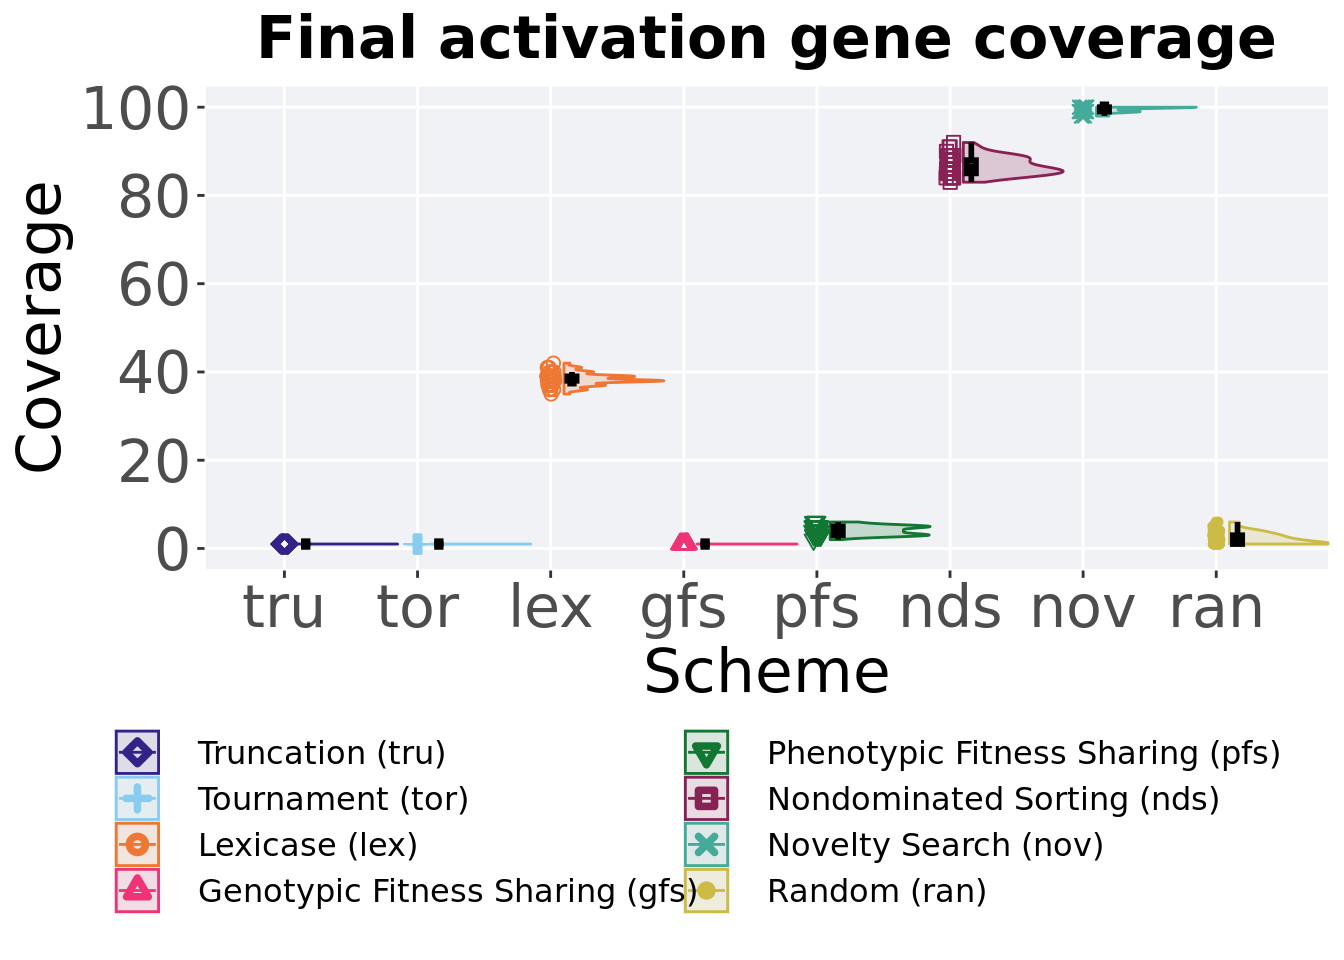 Final activation gene coverage
Coverage
100
80
60
40
20
0
tru tor lex gfs pfs nds nov ran
Scheme
Truncation (tru)
Tournament (tor)
Lexicase (lex)
Genotypic Fitness Sharing (gfs)
Phenotypic Fitness Sharing (pfs)
Nondominated Sorting (nds)
Novelty Search (nov)
Random (ran)